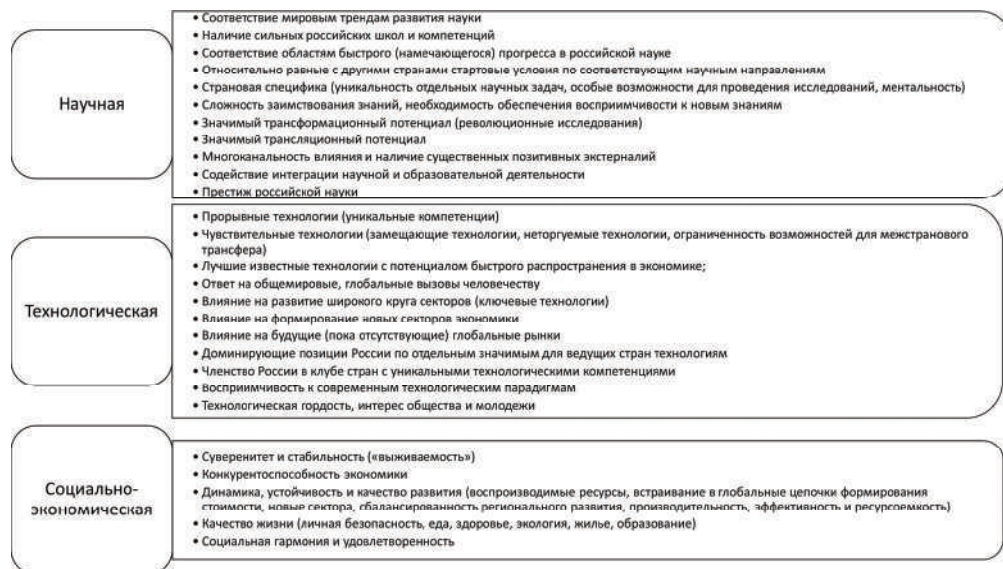 Научная
• Соответствие мировым трендам развития науки
• Наличие сильных российских школ и компетенций
• Соответствие областям быстрого (намечающегося) прогресса в российской науке
• Относительно равные с другими странами стартовые условия по соответствующим научным направлениям
• Страновая специфика (уникальность отдельных научных задач, особые возможности для проведения исследований, ментальность)
• Сложность заимствования знаний, необходимость обеспечения восприимчивости к новым знаниям
• Значимый трансформационный потенциал (революционные исследования)
• Значимый трансляционный потенциал
• Многоканальность влияния и наличие существенных позитивных экстерналий
• Содействие интеграции научной и образовательной деятельности
• Престиж российской науки
Технологическая
• Прорывные технологии (уникальные компетенции)
• Чувствительные технологии (замещающие технологии, неторгуемые технологии, ограниченность возможностей для межстранового
трансфера)
• Лучшие известные технологии с потенциалом быстрого распространения в экономике;
• Ответ на общемировые, глобальные вызовы человечеству
• Влияние на развитие широкого круга секторов (ключевые технологии)
• Влияние на формирование новых секторов экономики
• Влияние на будущие (пока отсутствующие) глобальные рынки
• Доминирующие позиции России по отдельным значимым для ведущих стран технологиям
• Членство России в клубе стран с уникальными технологическими компетенциями
• Восприимчивость к современным технологическим парадигмам
• Технологическая гордость, интерес общества и молодежи
Социально-
экономическая
• Суверенитет и стабильность («выживаемость»)
• Конкурентоспособность экономики
• Динамика, устойчивость и качество развития (воспроизводимые ресурсы, встраивание в глобальные цепочки формирования
стоимости, новые сектора, сбалансированность регионального развития, производительность, эффективность и ресурсоемкость)
• Качество жизни (личная безопасность, еда, здоровье, экология, жилье, образование)
• Социальная гармония и удовлетворенность